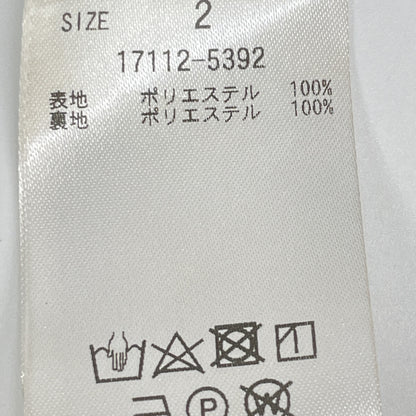 SIZE 2
17112-5392
表地 ポリエステル 100%
裏地 ポリエステル 100%
P W